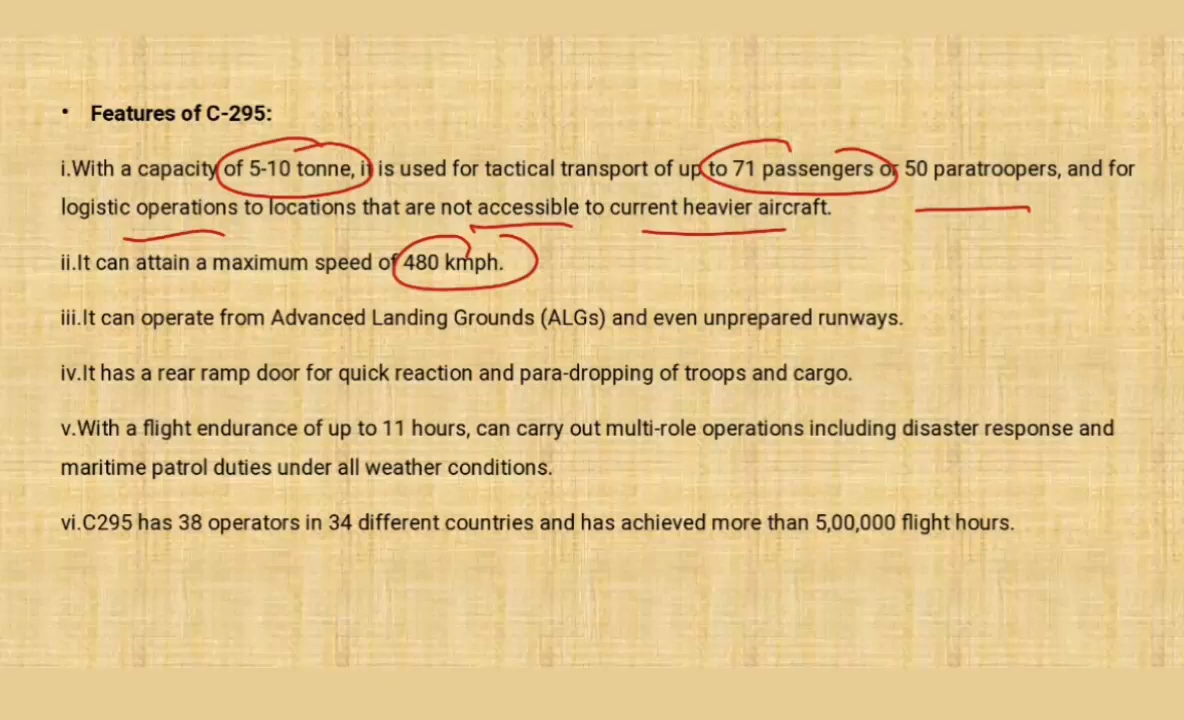 • Features of C-295:
i.With a capacity of 5-10 tonne, it is used for tactical transport of up to 71 passengers or 50 paratroopers, and for
logistic operations to locations that are not accessible to current heavier aircraft.
ii.It can attain a maximum speed of 480 kmph.
iii.It can operate from Advanced Landing Grounds (ALGs) and even unprepared runways.
iv.It has a rear ramp door for quick reaction and para-dropping of troops and cargo.
v.With a flight endurance of up to 11 hours, can carry out multi-role operations including disaster response and
maritime patrol duties under all weather conditions.
vi.C295 has 38 operators in 34 different countries and has achieved more than 5,00,000 flight hours.